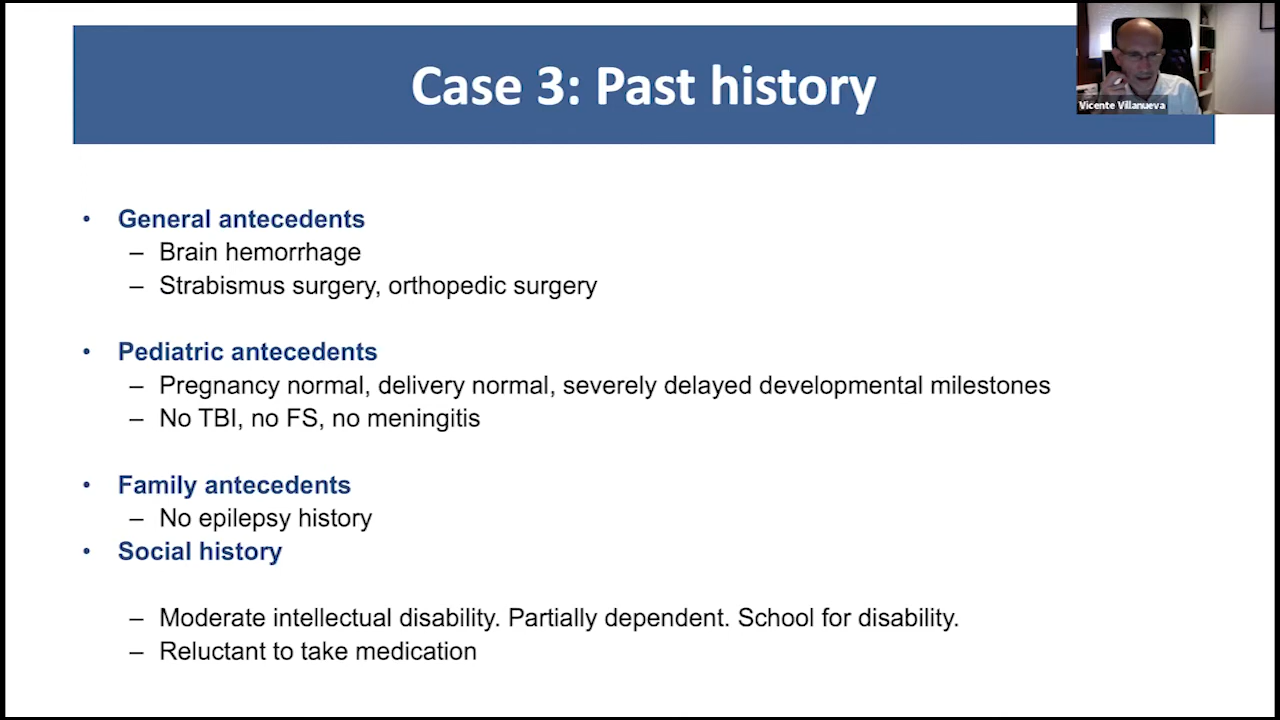 Case 3: Past history
Vicente Villanueva
• General antecedents
– Brain hemorrhage
– Strabismus surgery, orthopedic surgery
• Pediatric antecedents
– Pregnancy normal, delivery normal, severely delayed developmental milestones
– No TBI, no FS, no meningitis
• Family antecedents
– No epilepsy history
• Social history
– Moderate intellectual disability. Partially dependent. School for disability.
– Reluctant to take medication